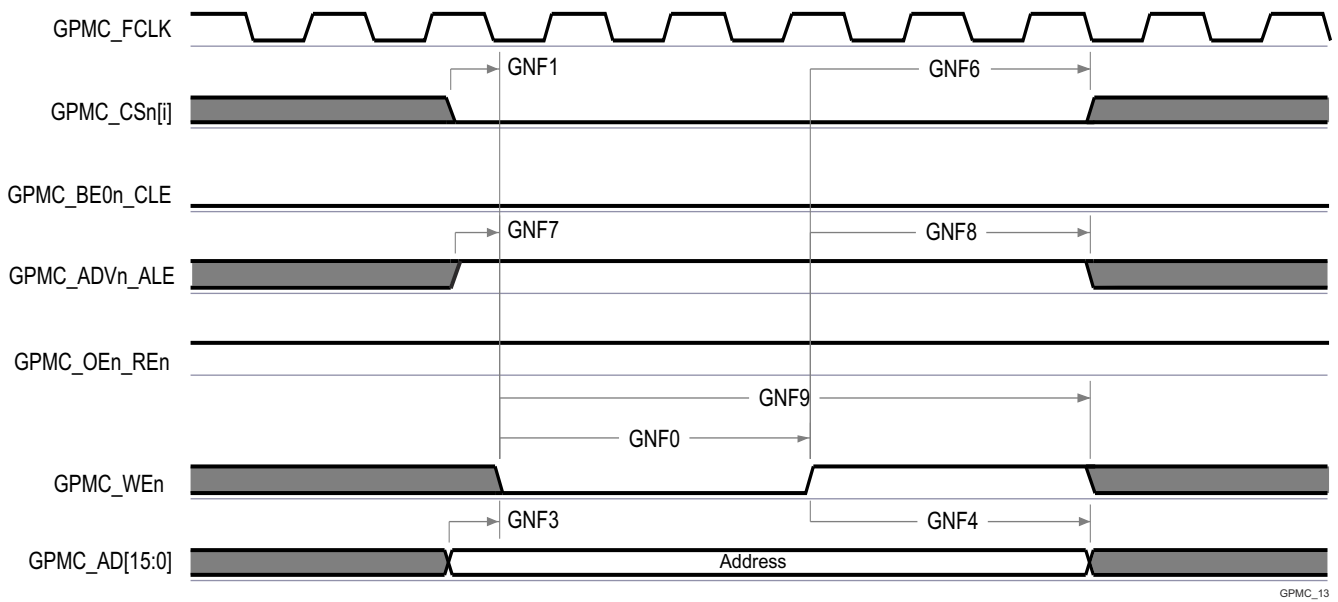 GPMC_FCLK
GNF1
GNF6
GPMC_CSn[i]
GPMC_BE0n_CLE
GNF7
GNF8
GPMC_ADVn_ALE
GPMC_OEn_REn
GNF9
GNF0
GPMC_WEn
GNF3
GNF4
GPMC_AD[15:0]
Address
GPMC_13